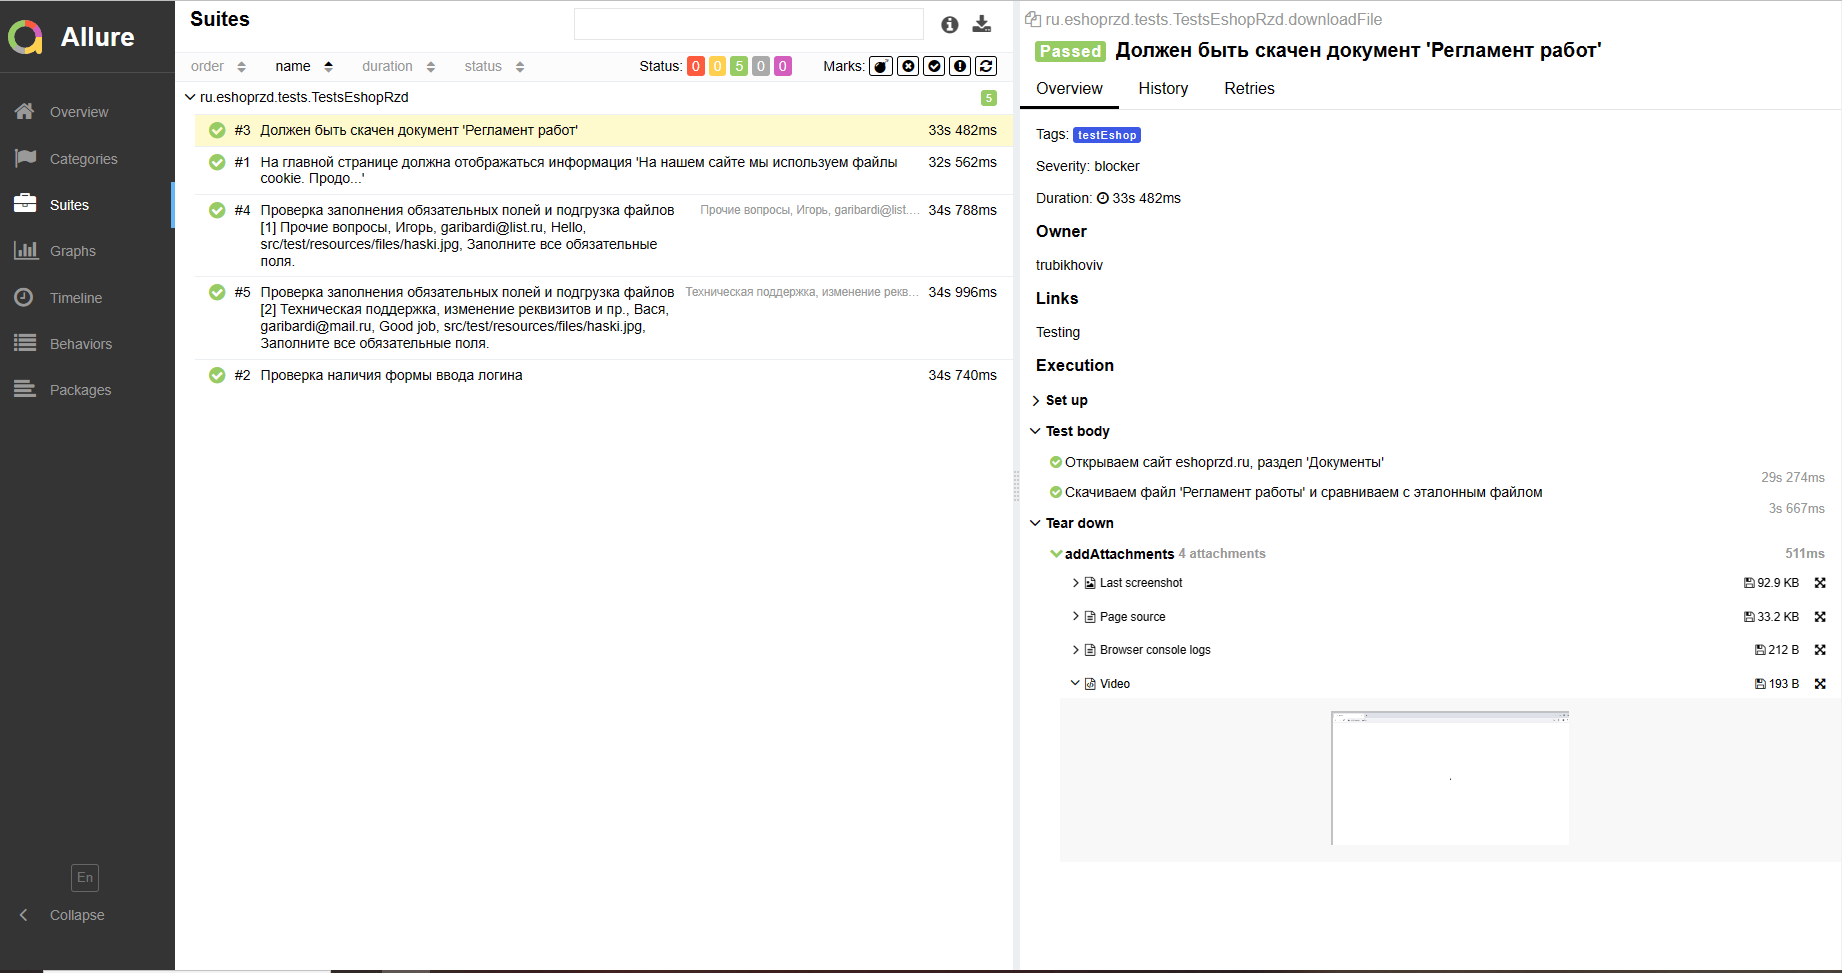 Allure
Overview
Categories
Suites
Graphs
Timeline
Behaviors
Packages
En
Collapse
Suites
order name duration status Status: 0 0 5 0 0 Marks:
ru.eshoprzd.tests.TestsEshopRzd 5
#3 Должен быть скачен документ 'Регламент работ' 33s 482ms
#1 На главной странице должна отображаться информация 'На нашем сайте мы используем файлы 32s 562ms
cookie. Продо...'
#4 Проверка заполнения обязательных полей и подгрузка файлов Прочие вопросы, Игорь, garibardi@list.... 34s 788ms
[1] Прочие вопросы, Игорь, garibardi@list.ru, Hello,
src/test/resources/files/haski.jpg, Заполните все обязательные
поля.
#5 Проверка заполнения обязательных полей и подгрузка файлов Техническая поддержка, изменение рекв... 34s 996ms
[2] Техническая поддержка, изменение реквизитов и пр., Вася,
garibardi@mail.ru, Good job, src/test/resources/files/haski.jpg,
Заполните все обязательные поля.
#2 Проверка наличия формы ввода логина 34s 740ms
ru.eshoprzd.tests.TestsEshopRzd.downloadFile
Passed Должен быть скачен документ 'Регламент работ'
Overview History Retries
Tags: testEshop
Severity: blocker
Duration: 33s 482ms
Owner
trubikhoviv
Links
Testing
Execution
Set up
Test body
Открываем сайт eshoprzd.ru, раздел 'Документы'
29s 274ms
Скачиваем файл 'Регламент работы' и сравниваем с эталонным файлом
3s 667ms
Tear down
addAttachments 4 attachments 511ms
Last screenshot 92.9 KB
Page source 33.2 KB
Browser console logs 212 B
Video 193 B